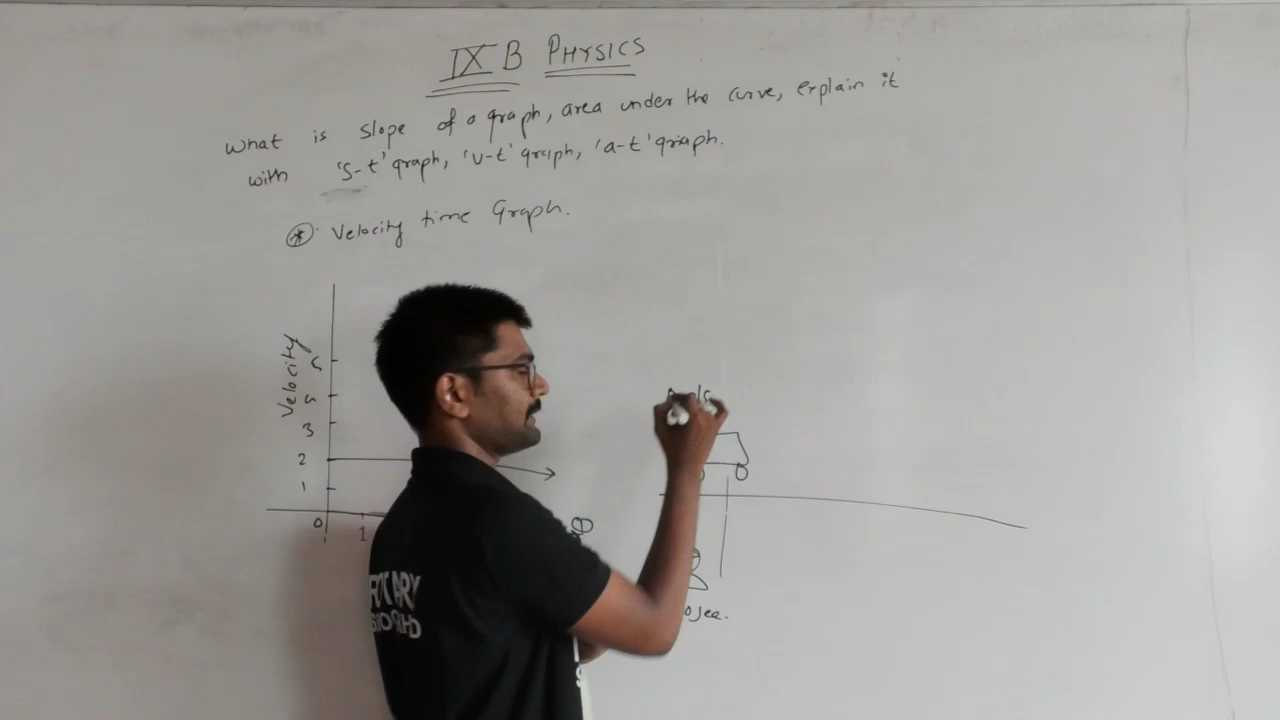 IX B PHYSICS
What is slope of a graph, area under the curve, explain it
with 's-t' graph, 'v-t' graph, 'a-t' graph.
* Velocity time Graph.
Velocity
5
4
3
2
1
0
1